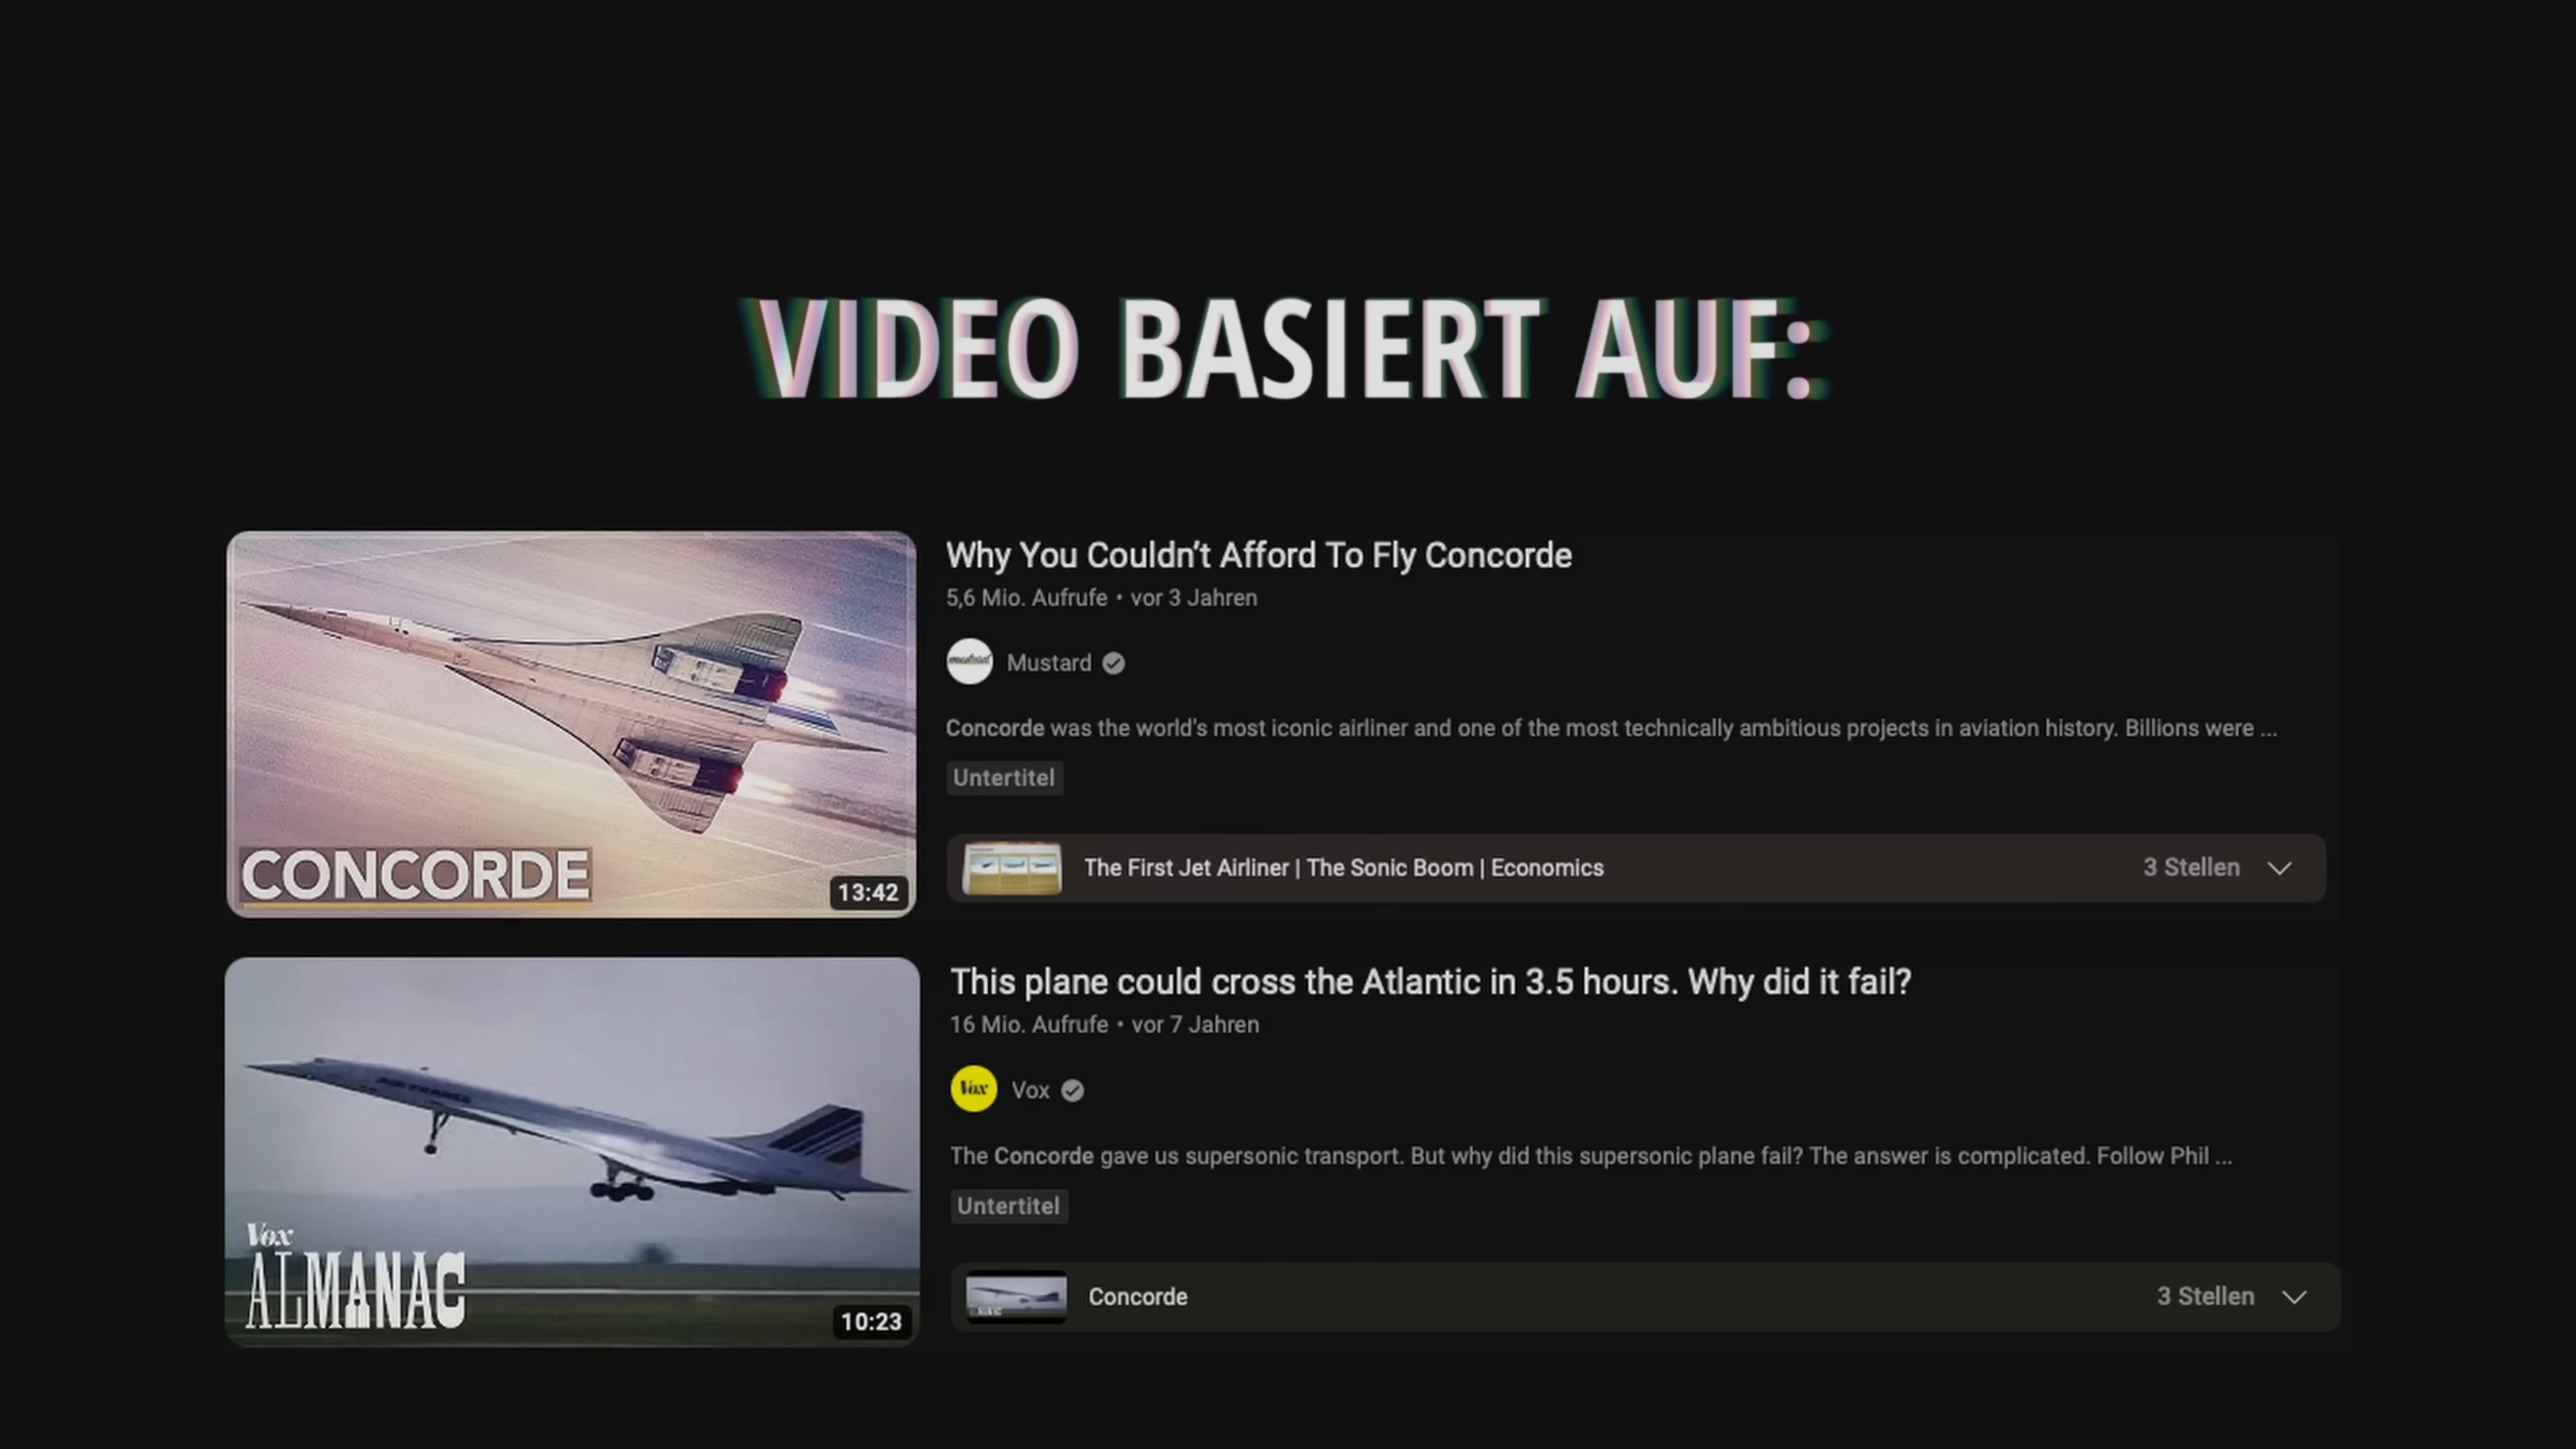 VIDEO BASIERT AUF:
CONCORDE
13:42
Why You Couldn’t Afford To Fly Concorde
5,6 Mio. Aufrufe • vor 3 Jahren
mustard
Mustard
Concorde was the world's most iconic airliner and one of the most technically ambitious projects in aviation history. Billions were ...
Untertitel
The First Jet Airliner | The Sonic Boom | Economics
3 Stellen
Vox
ALMANAC
10:23
This plane could cross the Atlantic in 3.5 hours. Why did it fail?
16 Mio. Aufrufe • vor 7 Jahren
Vox
Vox
The Concorde gave us supersonic transport. But why did this supersonic plane fail? The answer is complicated. Follow Phil ...
Untertitel
Concorde
3 Stellen